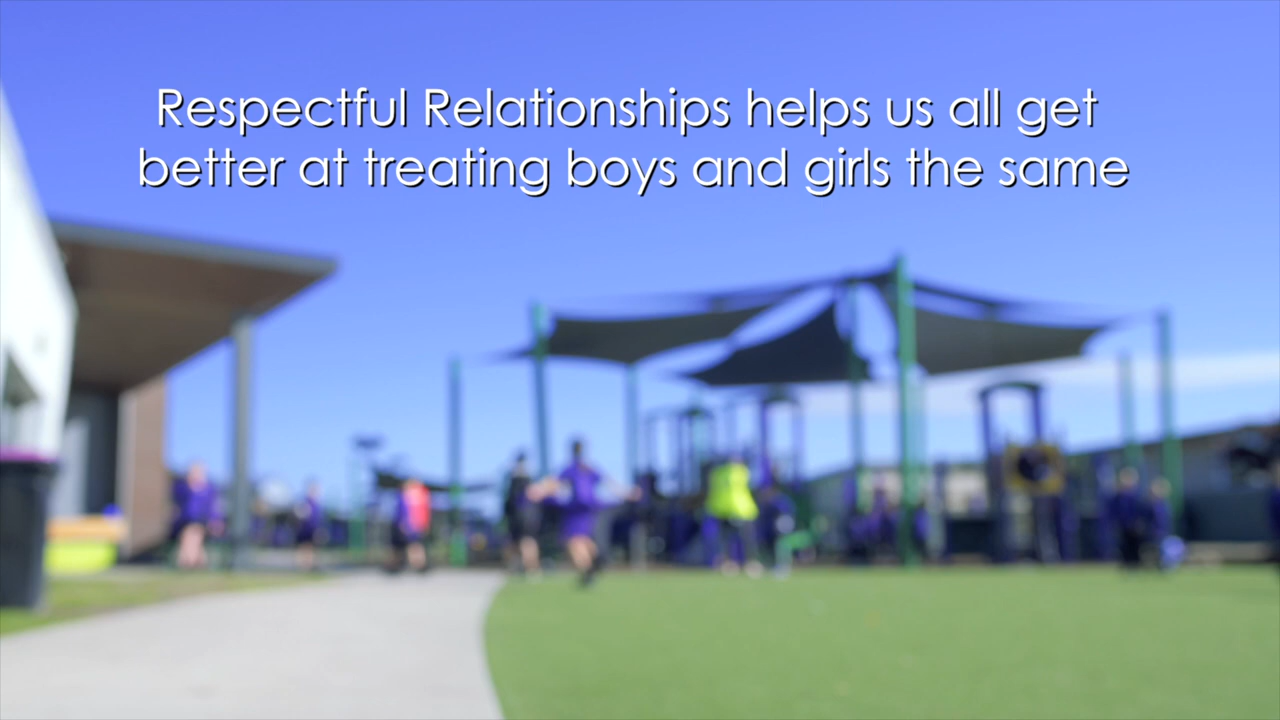 Respectful Relationships helps us all get
better at treating boys and girls the same